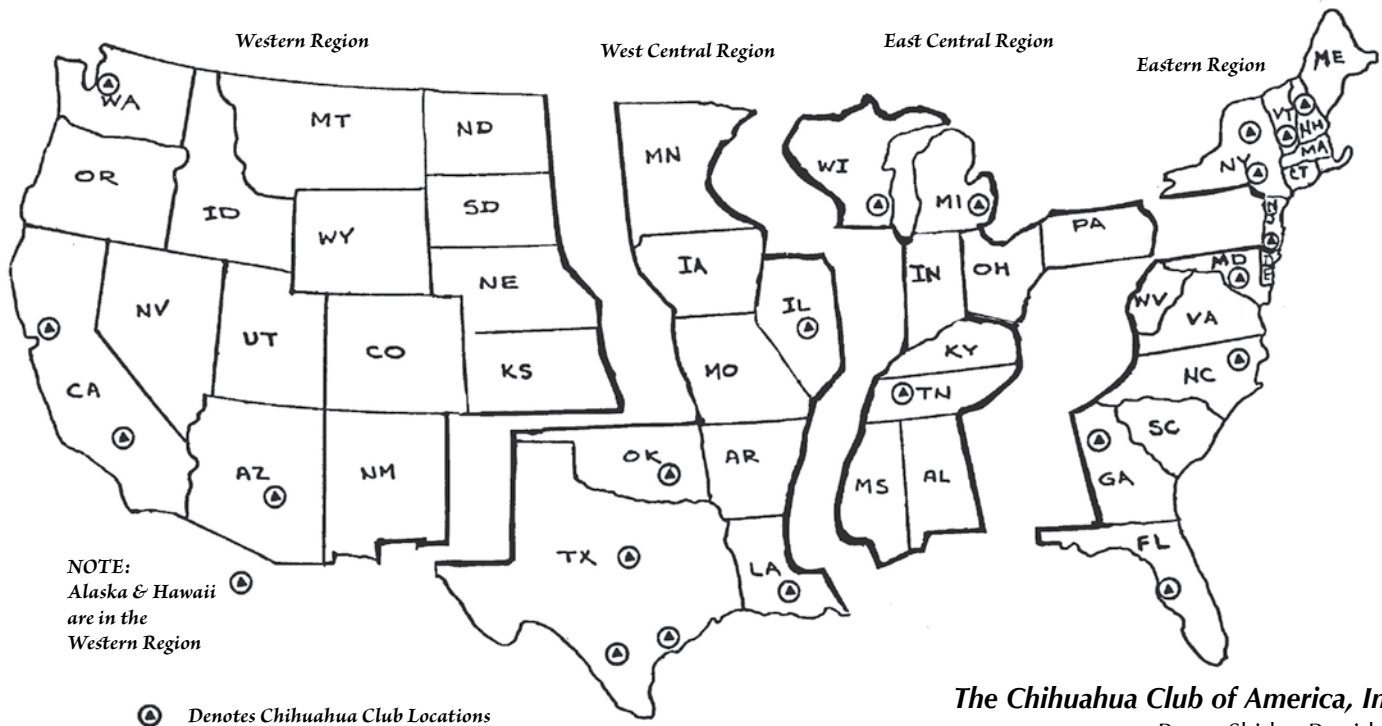 Western Region
West Central Region
East Central Region
Eastern Region
ME
WA
MT
ND
MN
WI
VT
NH
MA
NY
CT
OR
ID
SD
MI
NJ
WY
PA
IA
IN
OH
MD
DE
NV
NE
IL
WV
VA
UT
CO
KS
MO
KY
CA
TN
NC
SC
AZ
NM
OK
AR
MS
AL
GA
TX
LA
FL
NOTE:
Alaska & Hawaii
are in the
Western Region
Denotes Chihuahua Club Locations
The Chihuahua Club of America, In